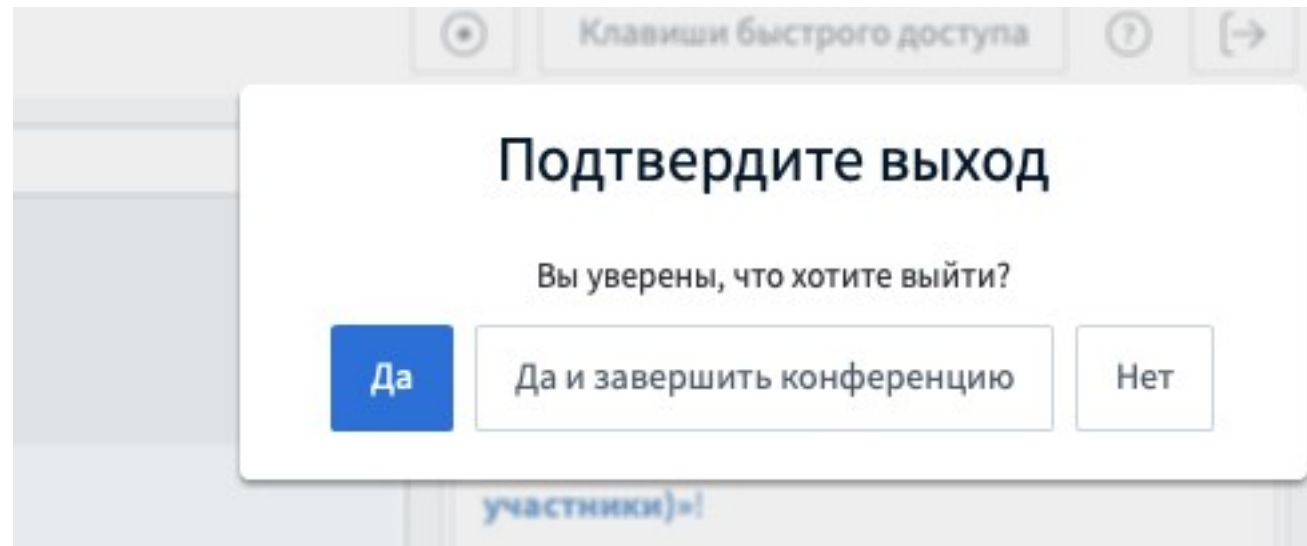 Клавиши быстрого доступа
Подтвердите выход
Вы уверены, что хотите выйти?
Да
Да и завершить конференцию
Нет
участники)»!